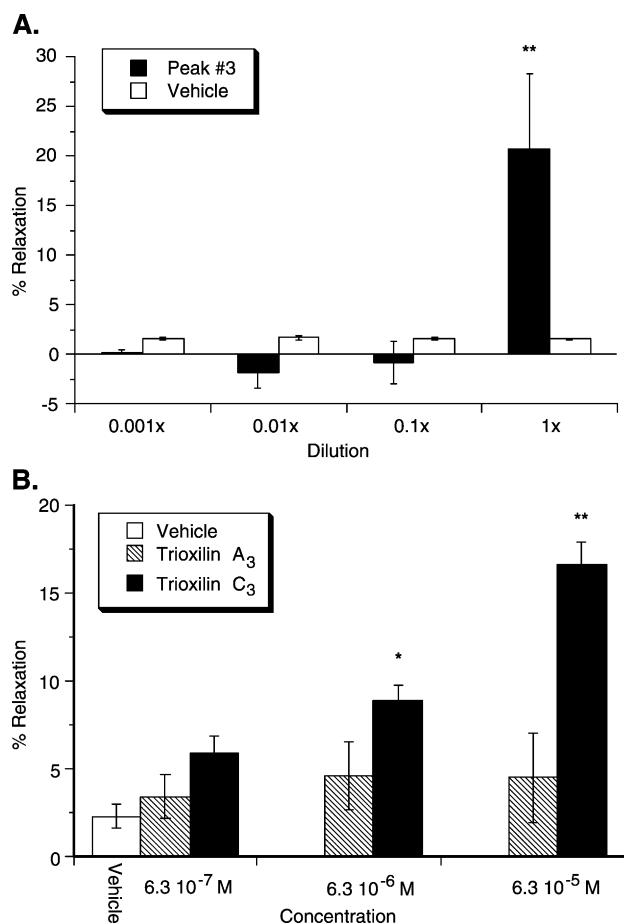 A.
% Relaxation
30
25
20
15
10
5
0
-5
Peak #3
Vehicle
**
0.001x 0.01x 0.1x 1x
Dilution
B.
% Relaxation
20
15
10
5
0
Vehicle
Trioxilin A3
Trioxilin C3
*
**
Vehicle
6.3 10-7 M 6.3 10-6 M 6.3 10-5 M
Concentration